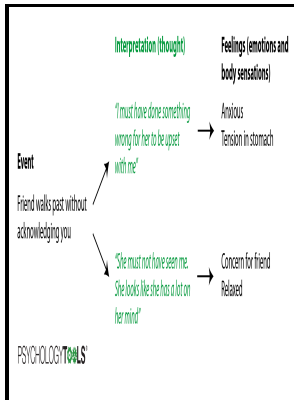 Interpretation (thought)
Feelings (emotions and
body sensations)
"I must have done something
wrong for her to be upset
with me"
Anxious
Tension in stomach
Event
Friend walks past without
acknowledging you
"She must not have seen me.
She looks like she has a lot on
her mind"
Concern for friend
Relaxed
PSYCHOLOGYTOOLS®